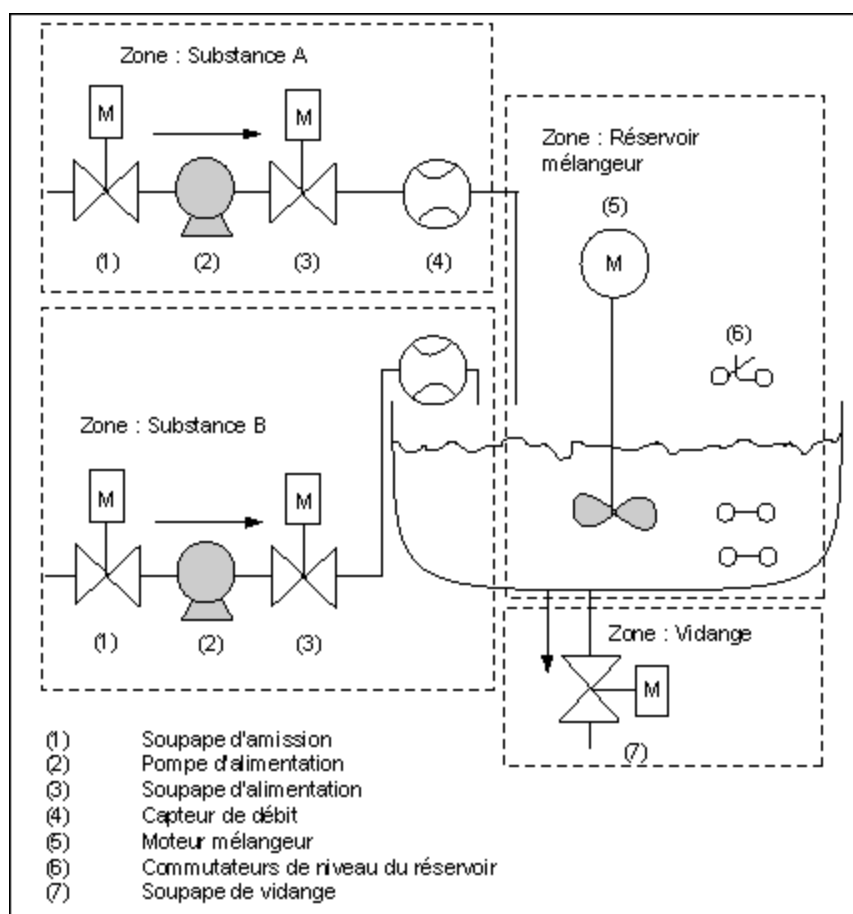 Zone : Substance A
M
M
(1)
(2)
(3)
(4)
Zone : Réservoir
mélangeur
(5)
M
(6)
Zone : Substance B
M
M
(1)
(2)
(3)
Zone : Vidange
M
(7)
(1) Soupape d'amission
(2) Pompe d'alimentation
(3) Soupape d'alimentation
(4) Capteur de débit
(5) Moteur mélangeur
(6) Commutateurs de niveau du réservoir
(7) Soupape de vidange